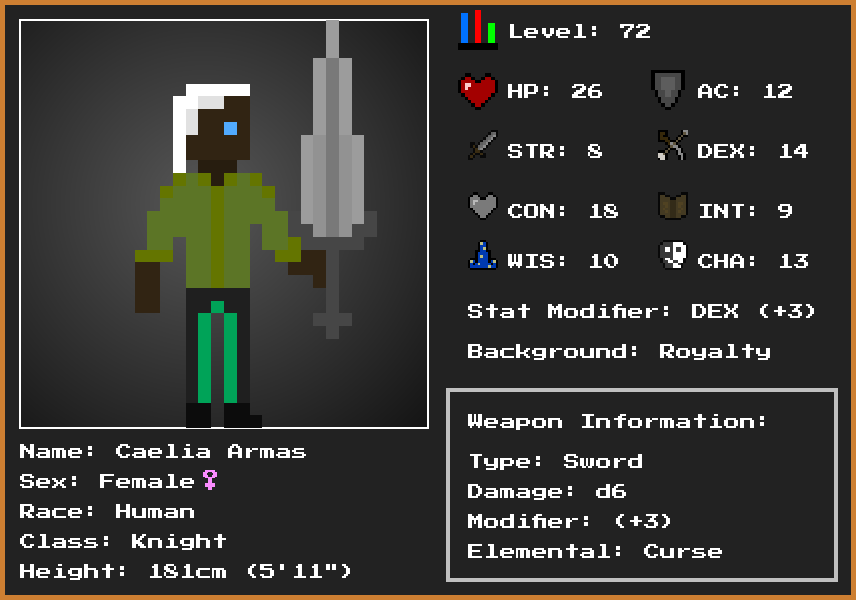 Level: 72
HP: 26 AC: 12
STR: 8 DEX: 14
CON: 18 INT: 9
WIS: 10 CHA: 13
Stat Modifier: DEX (+3)
Background: Royalty
Weapon Information:
Type: Sword
Damage: d6
Modifier: (+3)
Elemental: Curse
Name: Caelia Armas
Sex: Female♀
Race: Human
Class: Knight
Height: 181cm (5'11")